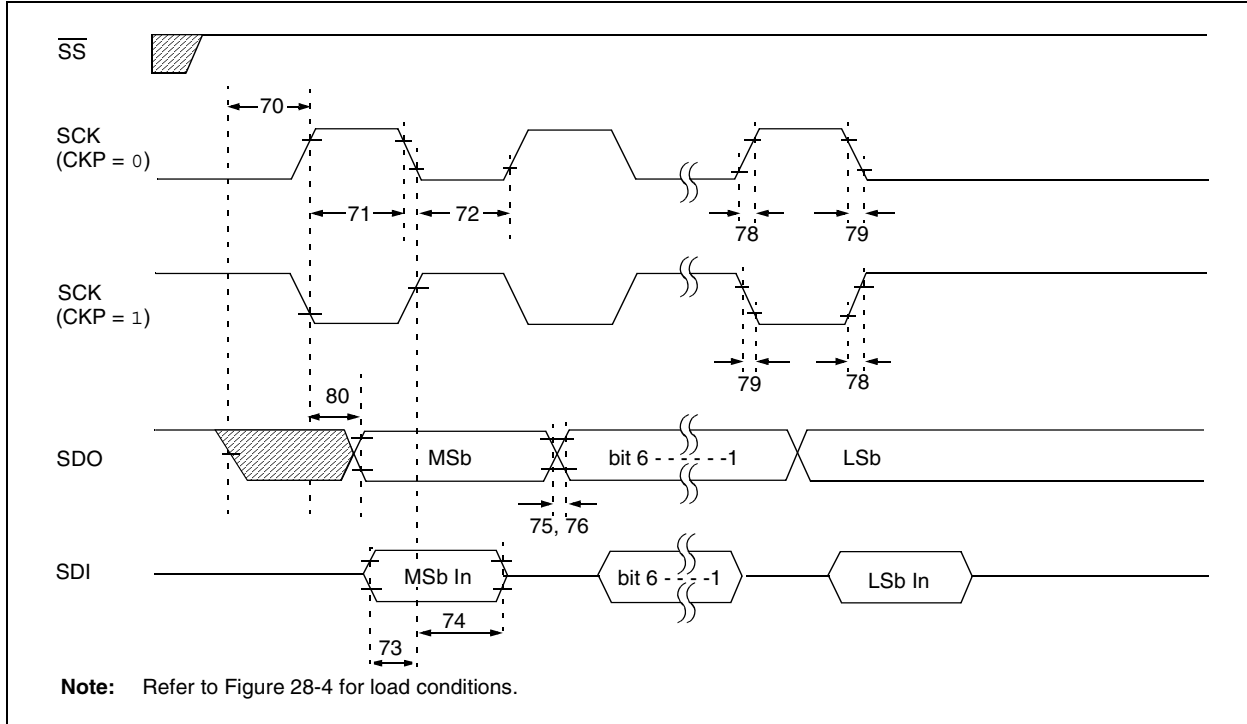 SS
70
SCK
(CKP = 0)
71
72
78
79
SCK
(CKP = 1)
79
78
80
SDO
MSb
bit 6 - - - - - -1
LSb
75, 76
SDI
MSb In
bit 6 - - - - -1
LSb In
74
73
Note: Refer to Figure 28-4 for load conditions.